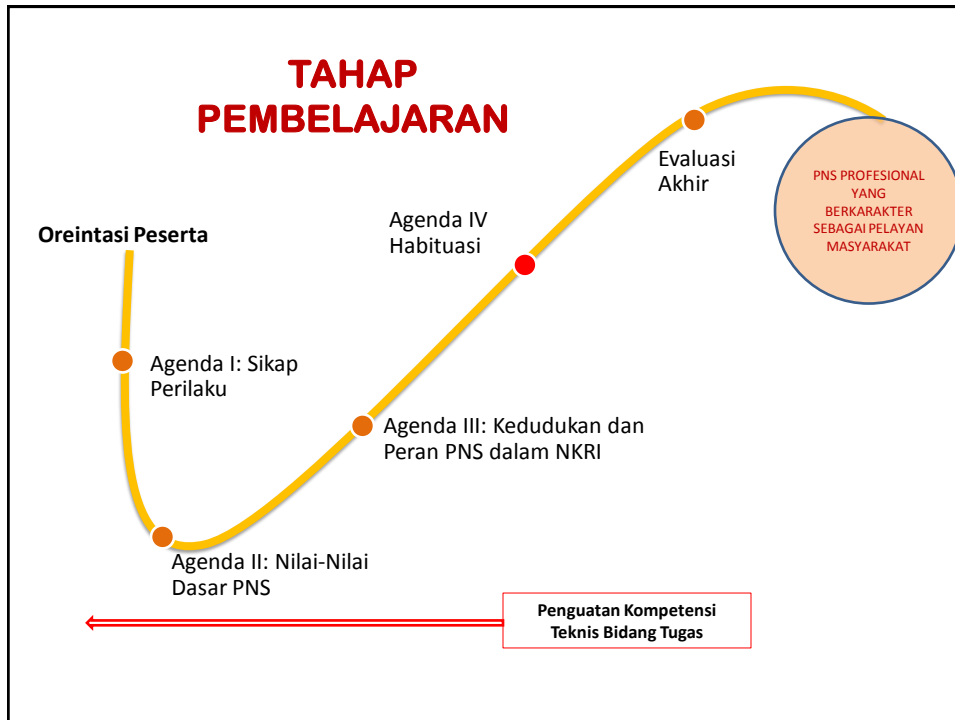 TAHAP
PEMBELAJARAN
Oreintasi Peserta
Agenda I: Sikap
Perilaku
Agenda II: Nilai-Nilai
Dasar PNS
Agenda III: Kedudukan dan
Peran PNS dalam NKRI
Agenda IV
Habituasi
Evaluasi
Akhir
PNS PROFESIONAL
YANG
BERKARAKTER
SEBAGAI PELAYAN
MASYARAKAT
Penguatan Kompetensi
Teknis Bidang Tugas